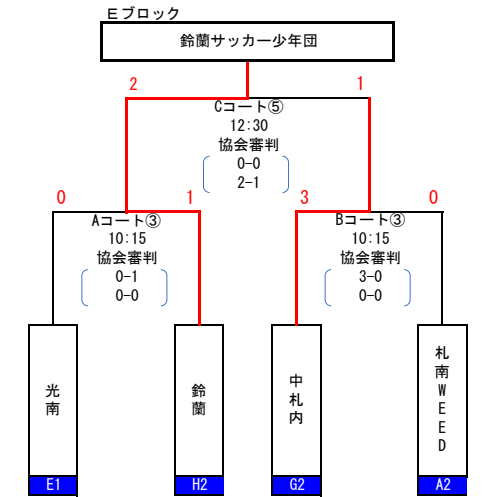 Eブロック
鈴蘭サッカー少年団
2
1
Cコート⑤
12:30
協会審判
0-0
2-1
0
1
3
0
Aコート③
10:15
協会審判
0-1
0-0
Bコート③
10:15
協会審判
3-0
0-0
光南
鈴蘭
中札内
札南WEED
E1
H2
G2
A2